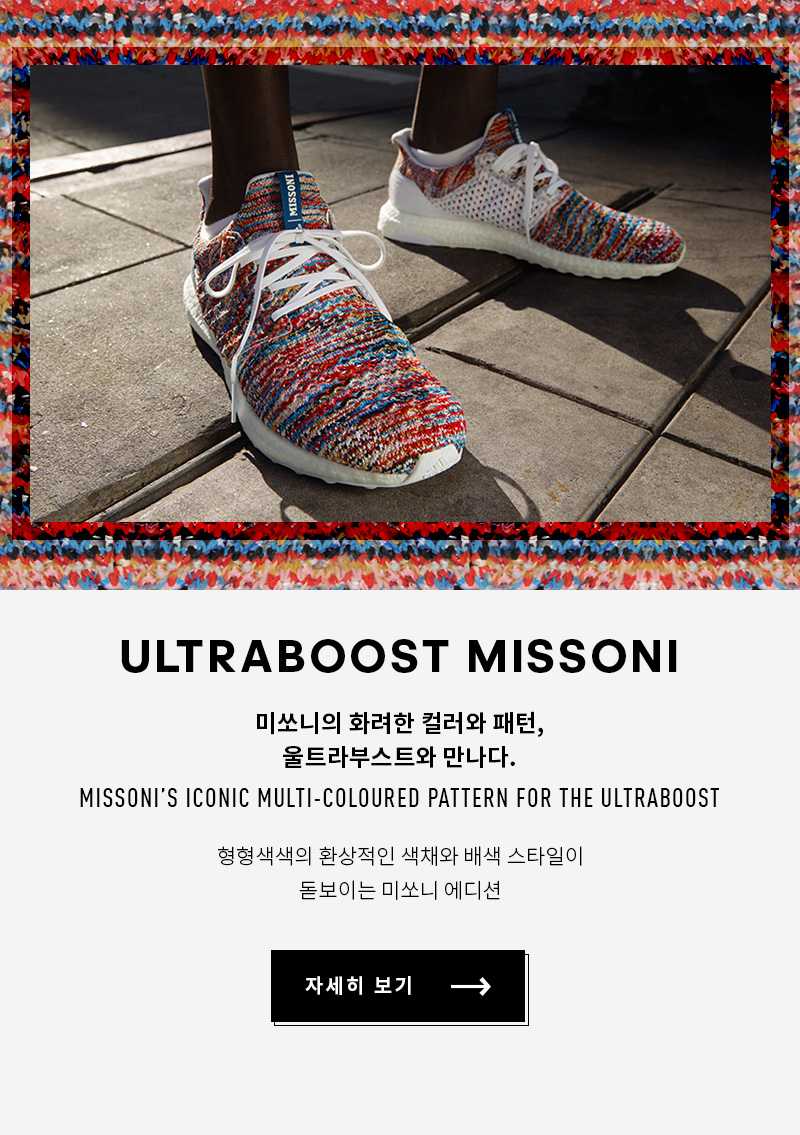 MISSONI
ULTRABOOST MISSONI
미쏘니의 화려한 컬러와 패턴,
울트라부스트와 만나다.
MISSONI'S ICONIC MULTI-COLOURED PATTERN FOR THE ULTRABOOST
형형색색의 환상적인 색채와 배색 스타일이
돋보이는 미쏘니 에디션
자세히 보기